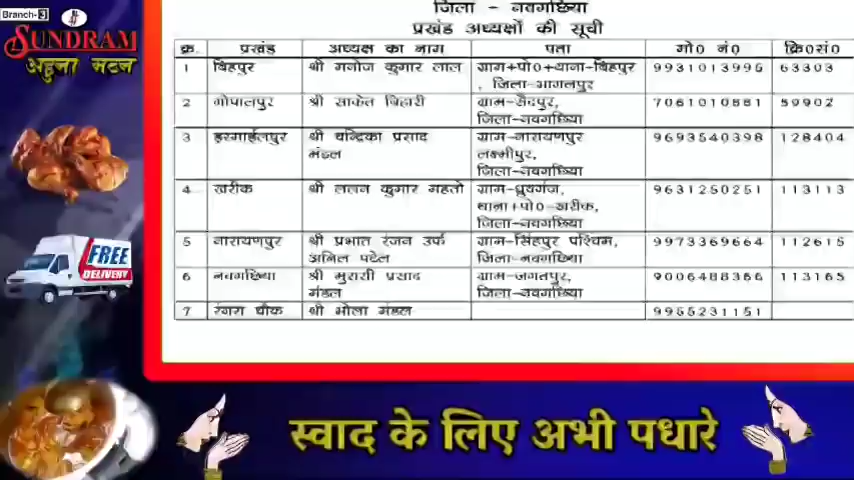 Branch-3
SUNDRAM
अहुना मटन
FREE
DELIVERY
जिला - नवगछिया
प्रखंड अध्यक्षों की सूची
क्र. प्रखंड अध्यक्ष का नाम पता मो0 नं0 क्रि0सं0
1 बिहपुर श्री मनोज कुमार लाल ग्राम+पो0+थाना-बिहपुर, जिला-भागलपुर 9931013995 63303
2 गोपालपुर श्री साकेत बिहारी ग्राम-सैदपुर, जिला-नवगछिया 7061010881 89902
3 इस्माईलपुर श्री चन्द्रिका प्रसाद मंडल ग्राम-नारायणपुर लक्ष्मीपुर, जिला-नवगछिया 9693540398 128404
4 खरीक श्री ललन कुमार महतो ग्राम-ध्रुवगंज, थाना+पो0-खरीक, जिला-नवगछिया 9631250251 113113
5 नारायणपुर श्री प्रभात रंजन उर्फ अनिल पटेल ग्राम-सिंहपुर पश्चिम, जिला-नवगछिया 9973369664 112615
6 नवगछिया श्री मुरारी प्रसाद मंडल ग्राम-जगतपुर, जिला-नवगछिया 9006488366 113165
7 रंगरा चौक श्री भोला मंडल 9955231151
स्वाद के लिए अभी पधारे